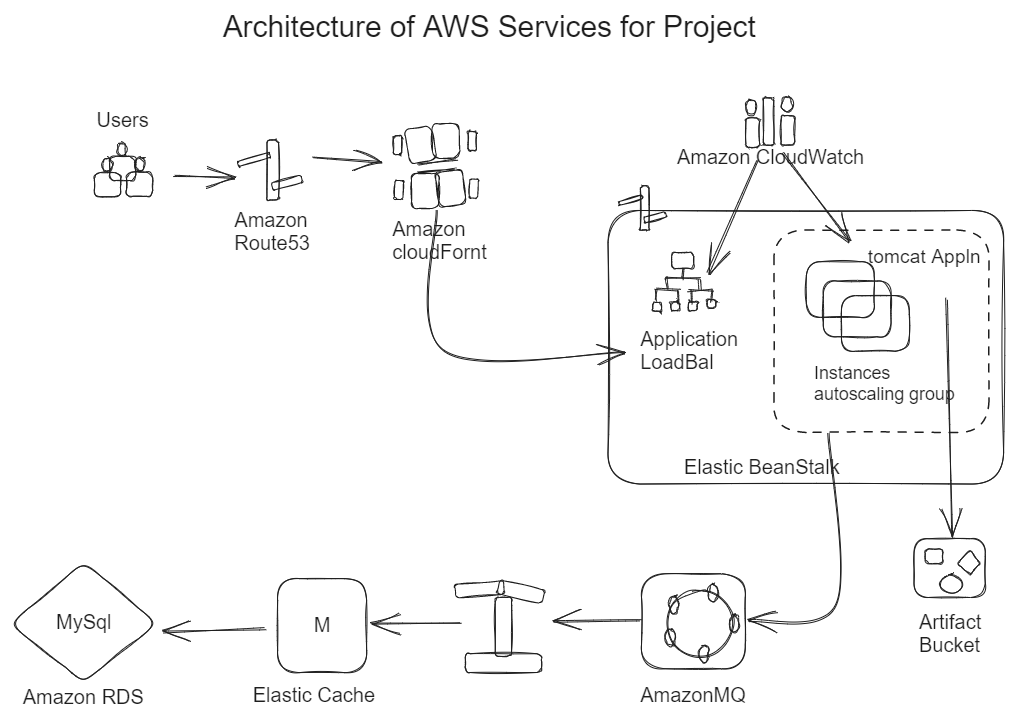 Architecture of AWS Services for Project
Users
Amazon
Route53
Amazon
cloudFornt
Amazon CloudWatch
tomcat AppIn
Application
LoadBal
Instances
autoscaling group
Elastic BeanStalk
Artifact
Bucket
MySql
Amazon RDS
M
Elastic Cache
AmazonMQ